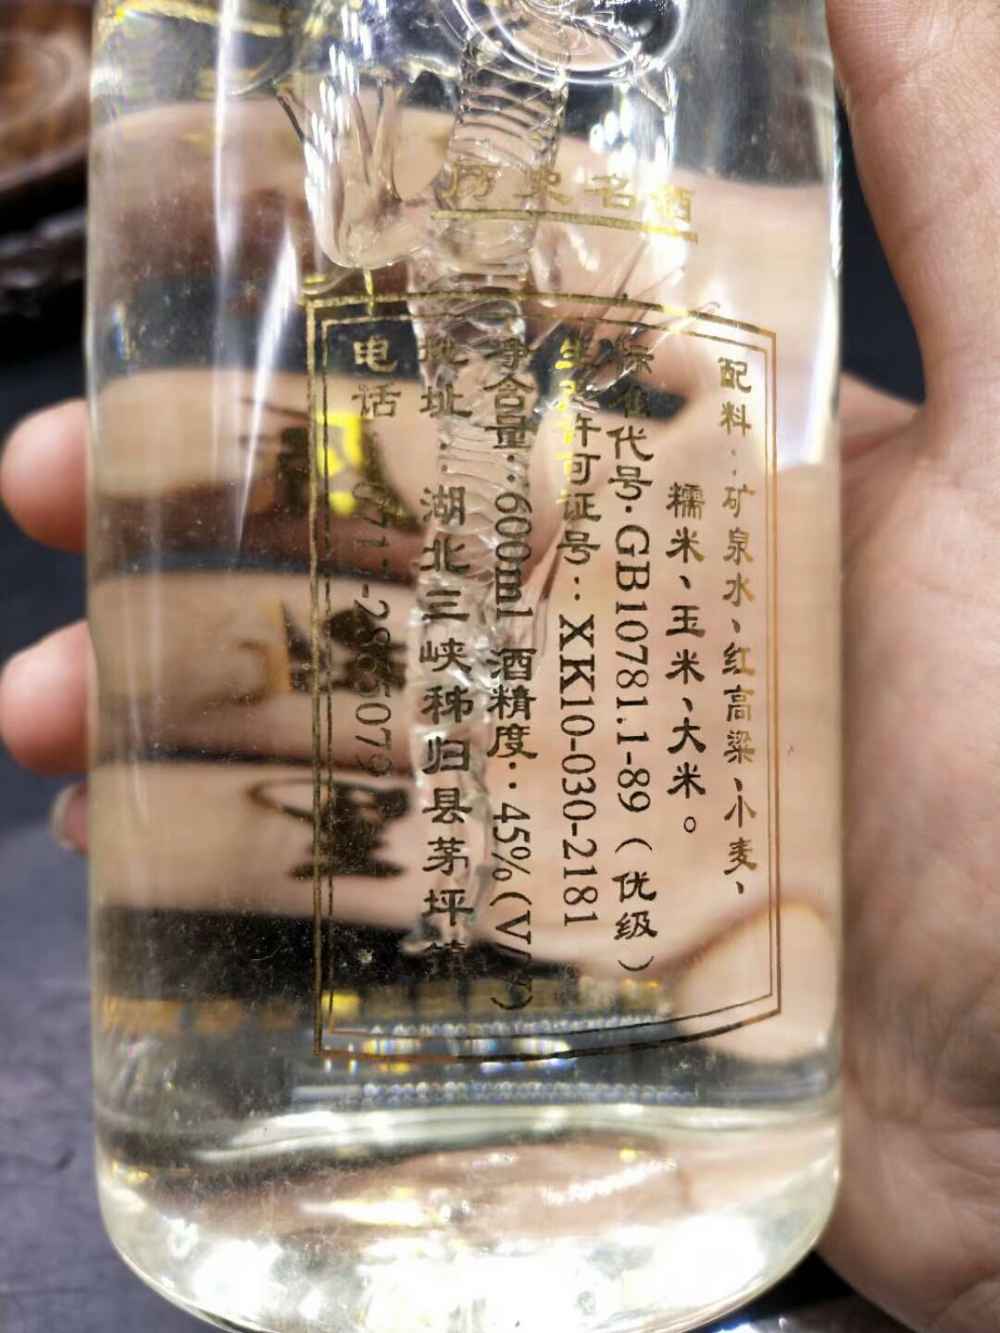 历史名酒
配料：矿泉水、红高粱、小麦、
糯米、玉米、大米。
标准代号：GB10781.1-89（优级）
生产许可证号：XK10-030-2181
净含量：600ml 酒精度：45%(V/V)
地址：湖北三峡秭归县茅坪镇
电话